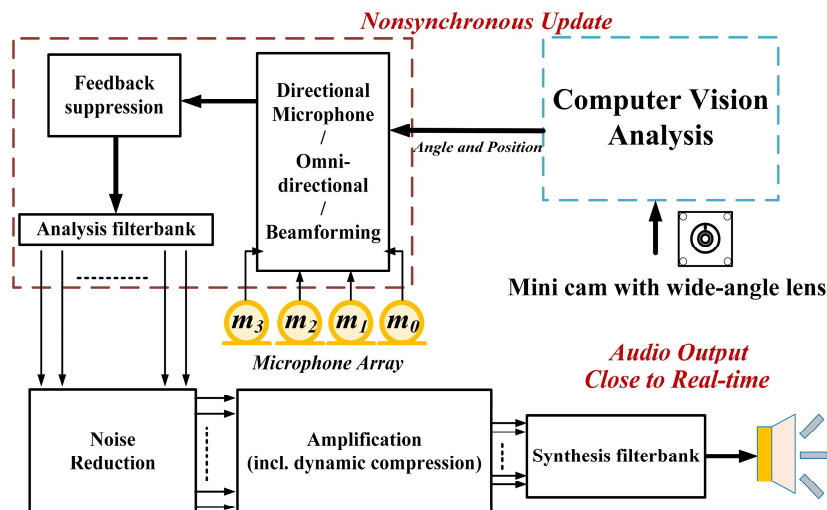 Nonsynchronous Update
Feedback
suppression
Directional
Microphone
/
Omni-
directional
/
Beamforming
Computer Vision
Analysis
Angle and Position
Analysis filterbank
Mini cam with wide-angle lens
m3
m2
m1
m0
Microphone Array
Audio Output
Close to Real-time
Noise
Reduction
Amplification
(incl. dynamic compression)
Synthesis filterbank